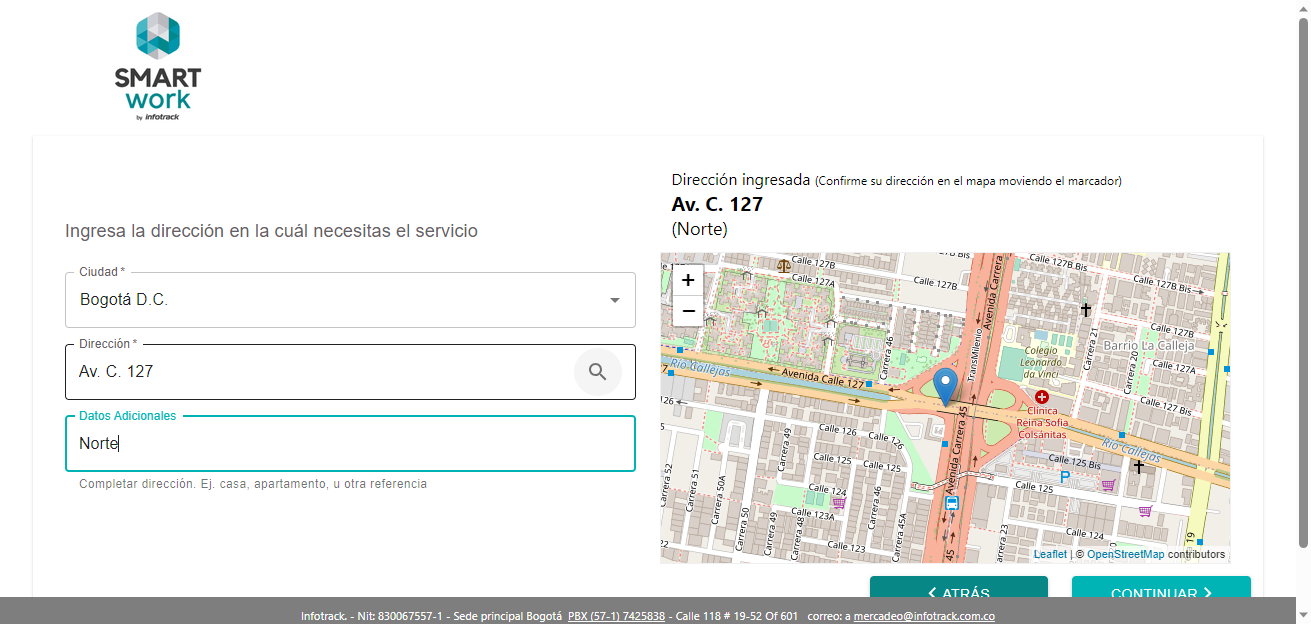 SMART
work
by infotrack
Ingresa la dirección en la cuál necesitas el servicio
Ciudad *
Bogotá D.C.
Dirección *
Av. C. 127
Datos Adicionales
Norte
Completar dirección. Ej. casa, apartamento, u otra referencia
Dirección ingresada (Confirme su dirección en el mapa moviendo el marcador)
Av. C. 127
(Norte)
+
−
Calle 127B
Calle 127A
Calle 127B
Calle 127B Bis
Calle 127B Bis
Avenida Carrera
TransMilenio
Carrera 46
Carrera 21
Calle 127B
Barrio La Calleja
Carrera 20
Calle 127A
Colegio
Leonardo
da Vinci
Río Callejas
Avenida Calle 127
Calle 127
Clínica
Reina Sofía
Colsánitas
Río Callejas
126
Calle 126
Calle 126
Calle 125
Calle 125
Calle 125 Bis
Calle 125
P
Avenida Carrera 45
Carrera 52
Carrera 51
Carrera 50A
Carrera 50
Carrera 49
Carrera 49
Carrera 48
Carrera 46
Carrera 45A
Calle 124
Calle 123A
Calle 123
Calle 124
Carrera 23
45
19
Leaflet | © OpenStreetMap contributors
ATRÁS
CONTINUAR
Infotrack. - Nit: 830067557-1 - Sede principal Bogotá PBX (57-1) 7425838 - Calle 118 # 19-52 Of 601 correo: a mercadeo@infotrack.com.co